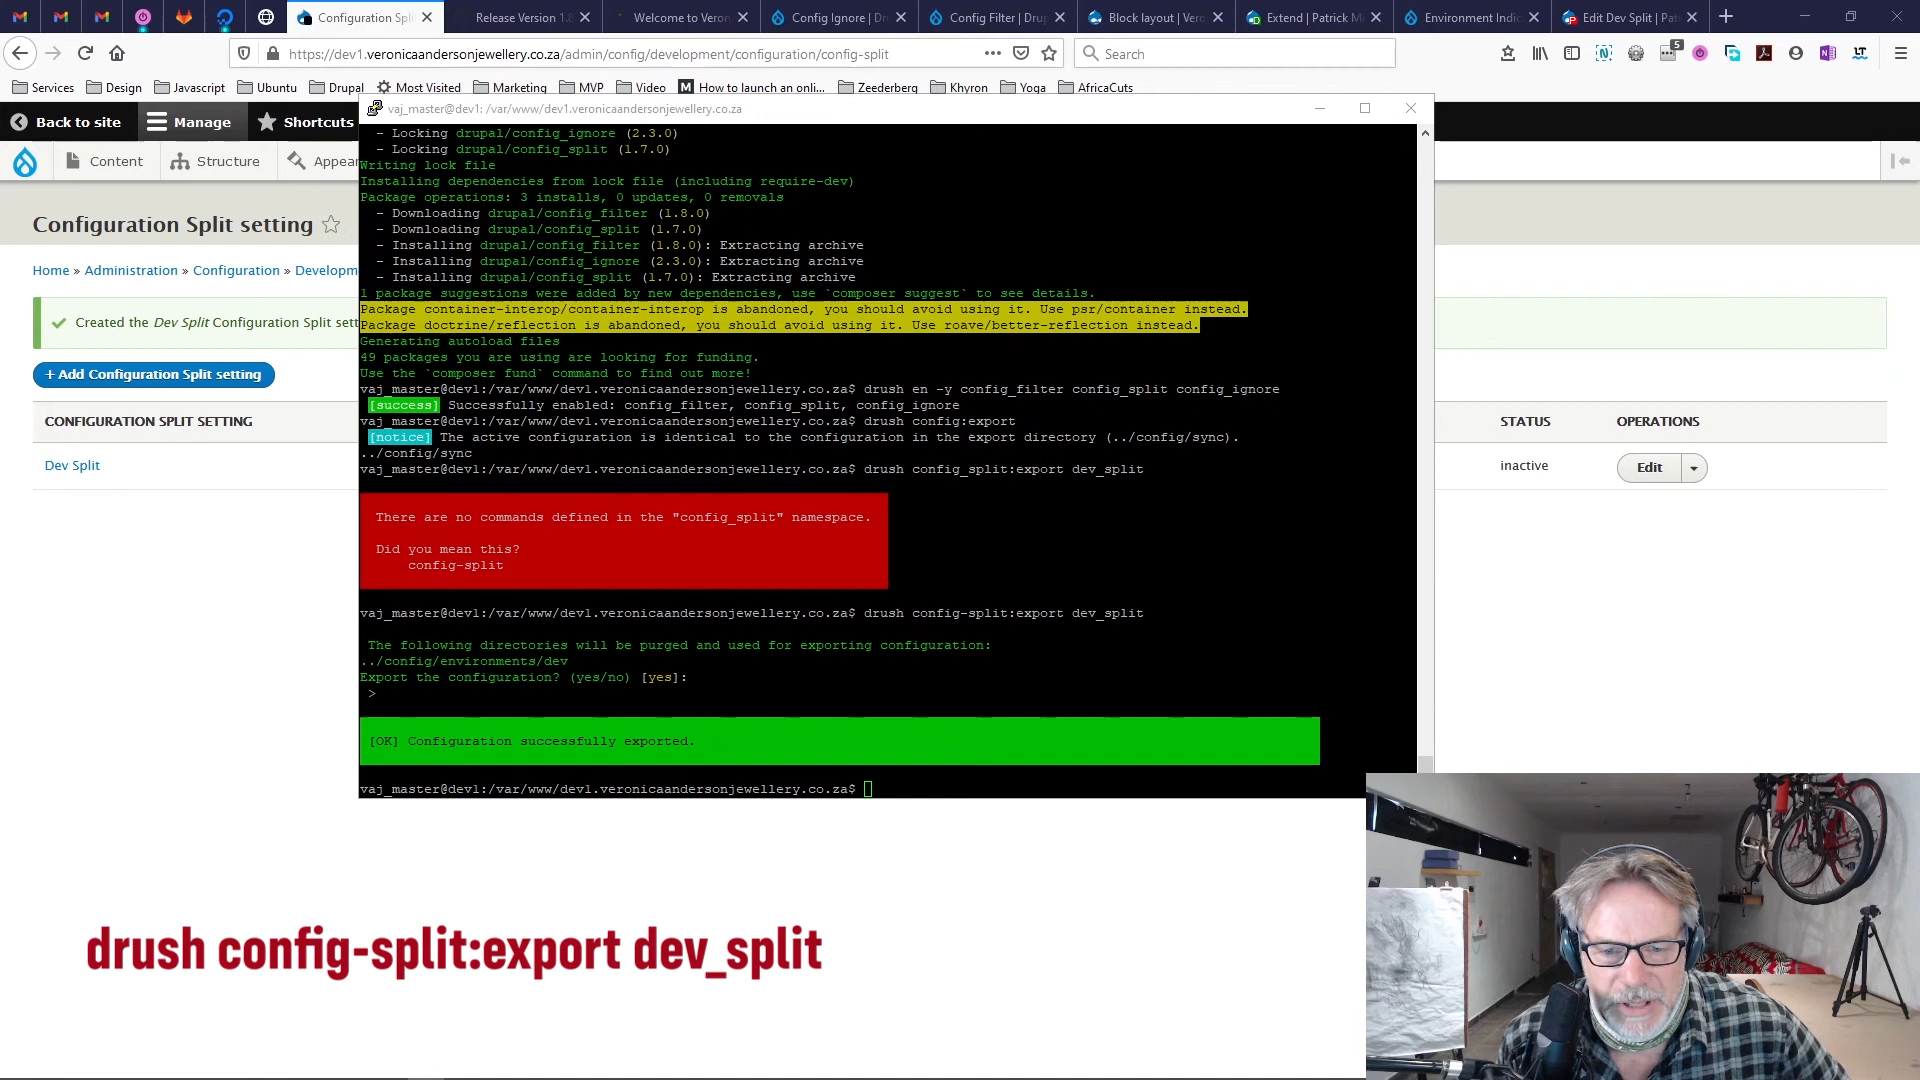 Configuration Spli
Release Version 1.8
Welcome to Veron
Config Ignore | Dru
Config Filter | Drup
Block layout | Vero
Extend | Patrick M
Environment Indic
Edit Dev Split | Pat
https://dev1.veronicaandersonjewellery.co.za/admin/config/development/configuration/config-split
Search
5
Services Design Javascript Ubuntu Drupal Most Visited Marketing MVP Video How to launch an onli... Zeederberg Khyron Yoga AfricaCuts
Back to site Manage Shortcuts
vaj_master@dev1: /var/www/dev1.veronicaandersonjewellery.co.za
Content Structure Appea
Configuration Split setting
Home » Administration » Configuration » Developm
Created the Dev Split Configuration Split sett
+ Add Configuration Split setting
CONFIGURATION SPLIT SETTING
STATUS
OPERATIONS
Dev Split
inactive
Edit
- Locking drupal/config_ignore (2.3.0)
- Locking drupal/config_split (1.7.0)
Writing lock file
Installing dependencies from lock file (including require-dev)
Package operations: 3 installs, 0 updates, 0 removals
- Downloading drupal/config_filter (1.8.0)
- Downloading drupal/config_split (1.7.0)
- Installing drupal/config_filter (1.8.0): Extracting archive
- Installing drupal/config_ignore (2.3.0): Extracting archive
- Installing drupal/config_split (1.7.0): Extracting archive
1 package suggestions were added by new dependencies, use `composer suggest` to see details.
Package container-interop/container-interop is abandoned, you should avoid using it. Use psr/container instead.
Package doctrine/reflection is abandoned, you should avoid using it. Use roave/better-reflection instead.
Generating autoload files
49 packages you are using are looking for funding.
Use the `composer fund` command to find out more!
vaj_master@dev1:/var/www/dev1.veronicaandersonjewellery.co.za$ drush en -y config_filter config_split config_ignore
[success] Successfully enabled: config_filter, config_split, config_ignore
vaj_master@dev1:/var/www/dev1.veronicaandersonjewellery.co.za$ drush config:export
[notice] The active configuration is identical to the configuration in the export directory (../config/sync).
../config/sync
vaj_master@dev1:/var/www/dev1.veronicaandersonjewellery.co.za$ drush config_split:export dev_split
There are no commands defined in the "config_split" namespace.
Did you mean this?
config-split
vaj_master@dev1:/var/www/dev1.veronicaandersonjewellery.co.za$ drush config-split:export dev_split
The following directories will be purged and used for exporting configuration:
../config/environments/dev
Export the configuration? (yes/no) [yes]:
>
[OK] Configuration successfully exported.
vaj_master@dev1:/var/www/dev1.veronicaandersonjewellery.co.za$
drush config-split:export dev_split